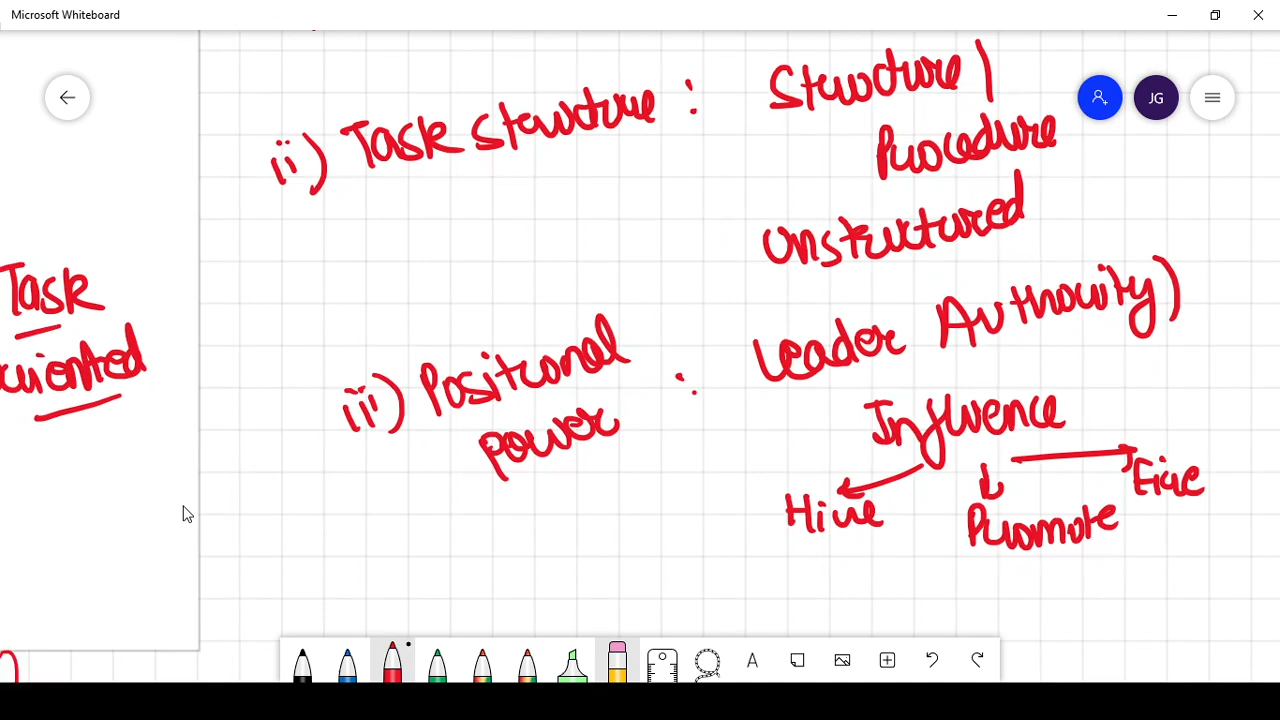 Microsoft Whiteboard
JG
ii) Task structure : Structure/
Procedure
Unstructured
Task
oriented
iii) Positional : Leader Authority)
power
Influence
Hire Promote Fire
A